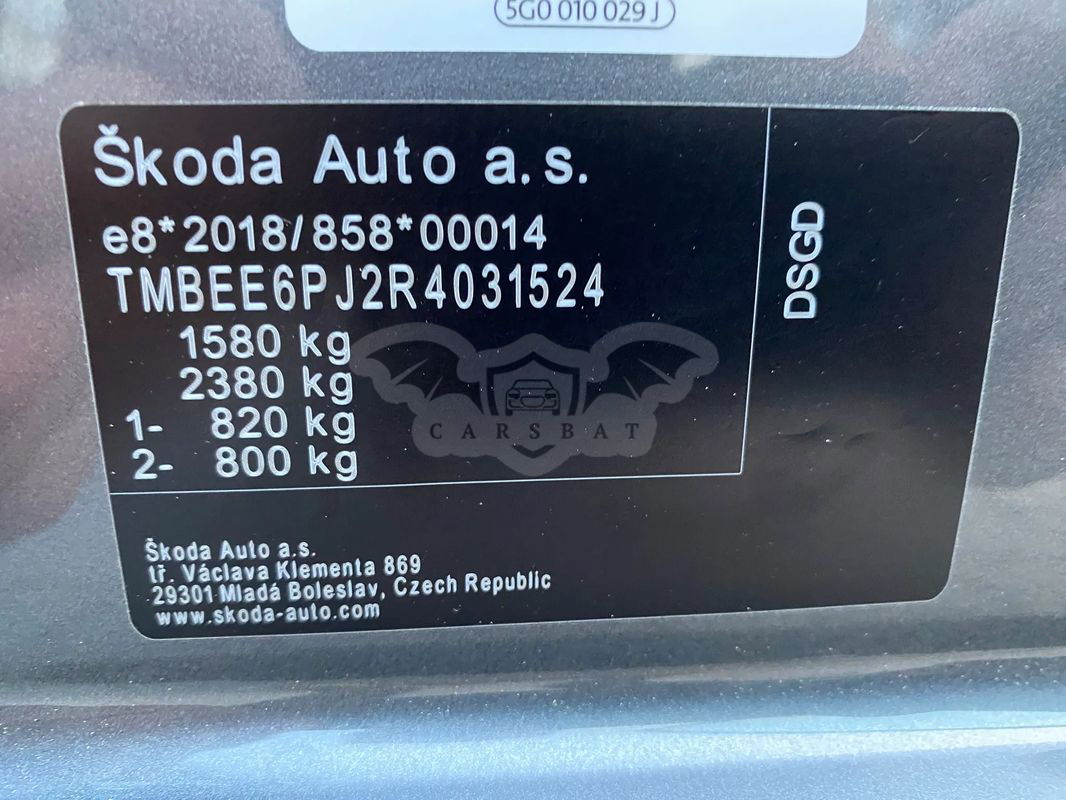 5G0 010 029 J
Škoda Auto a.s.
e8*2018/858*00014
TMBEE6PJ2R4031524
1580 kg
2380 kg
1- 820 kg
2- 800 kg
DSGD
CARSBAT
Škoda Auto a.s.
tř. Václava Klementa 869
29301 Mladá Boleslav, Czech Republic
www.skoda-auto.com